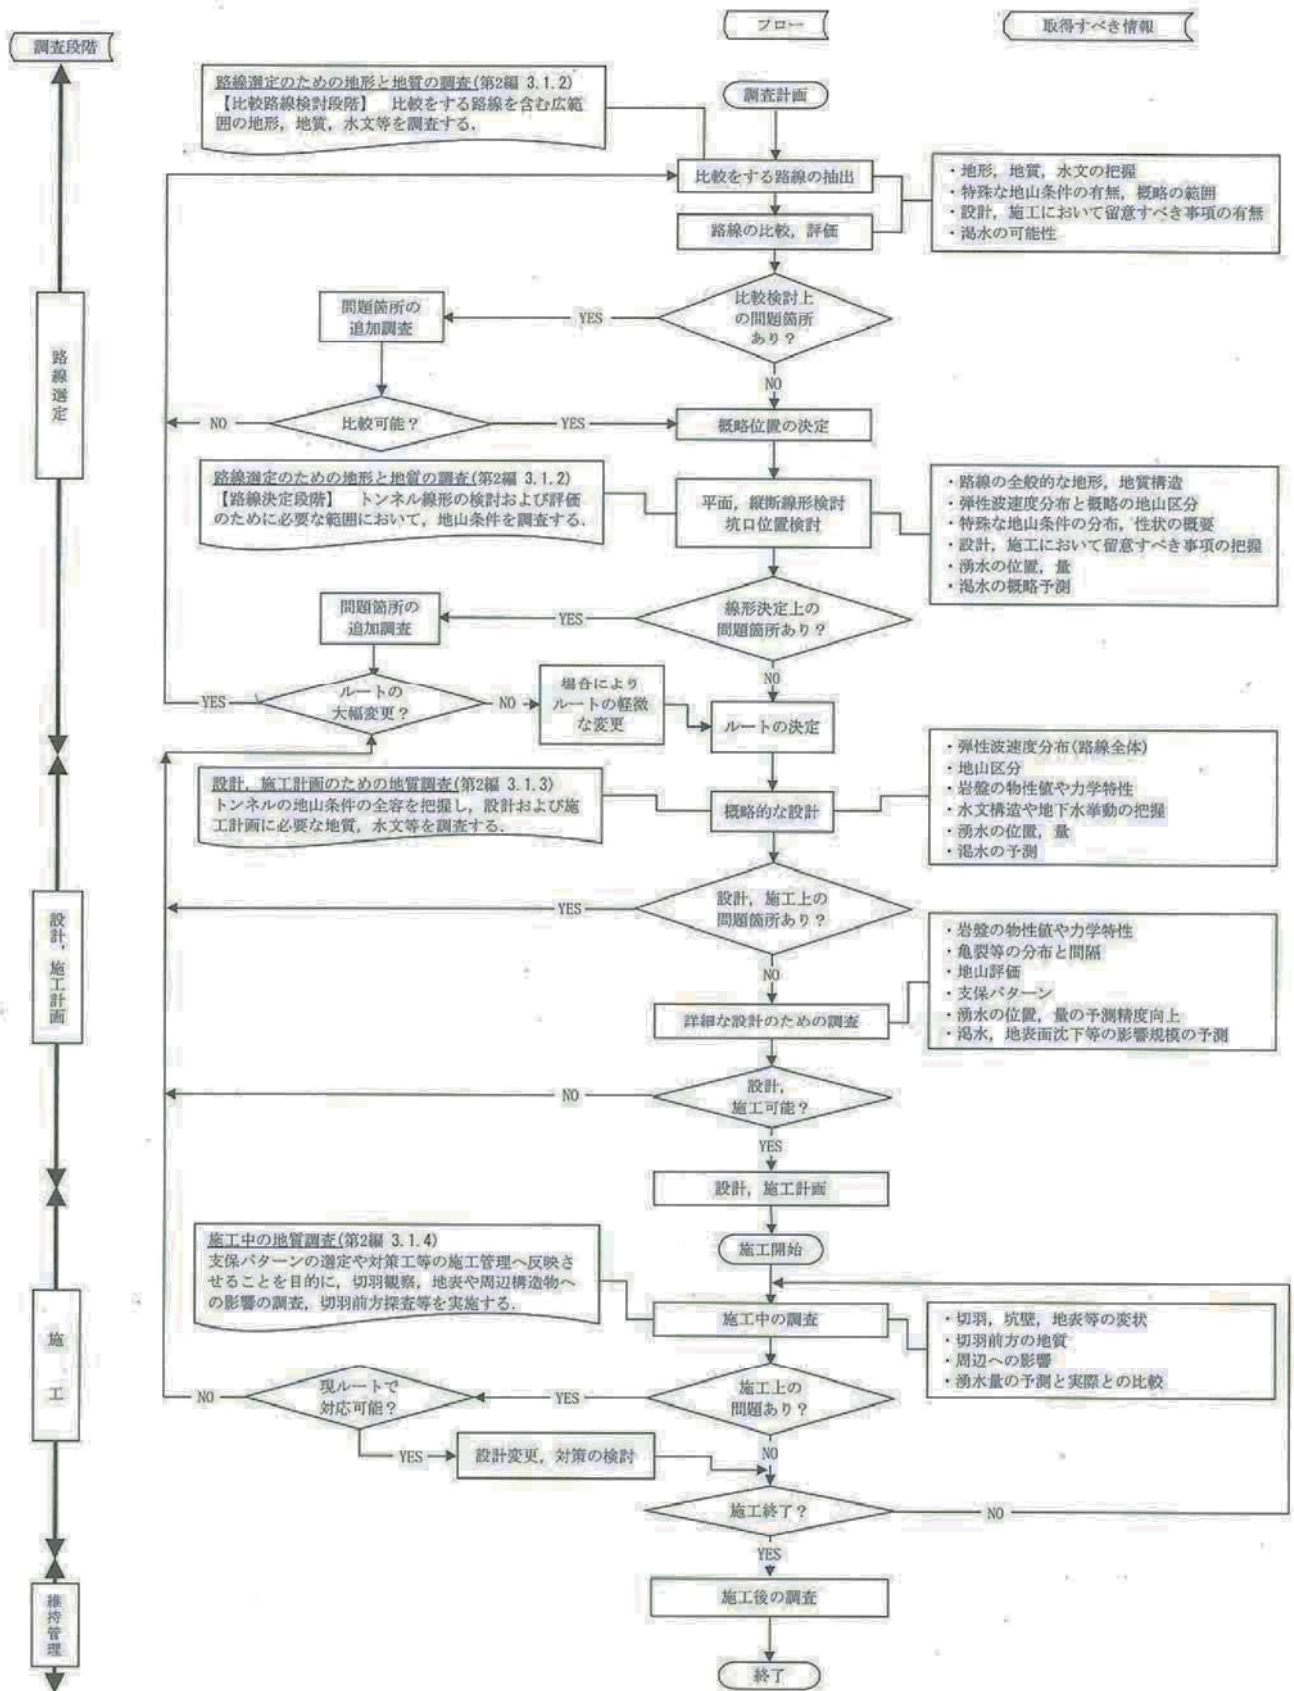 調査段階
フロー
取得すべき情報
路線選定のための地形と地質の調査(第2編 3.1.2)
【比較路線検討段階】 比較をする路線を含む広範
囲の地形,地質,水文等を調査する.
調査計画
比較をする路線の抽出
・地形,地質,水文の把握
・特殊な地山条件の有無,概略の範囲
・設計,施工において留意すべき事項の有無
・渇水の可能性
路線の比較,評価
比較検討上
の問題箇所
あり?
YES
問題箇所の
追加調査
NO
路線選定
比較可能?
NO
YES
概略位置の決定
路線選定のための地形と地質の調査(第2編 3.1.2)
【路線決定段階】 トンネル線形の検討および評価
のために必要な範囲において,地山条件を調査する.
平面,縦断線形検討
坑口位置検討
・路線の全般的な地形,地質構造
・弾性波速度分布と概略の地山区分
・特殊な地山条件の分布,性状の概要
・設計,施工において留意すべき事項の把握
・湧水の位置,量
・渇水の概略予測
線形決定上の
問題箇所あり?
YES
問題箇所の
追加調査
NO
ルートの
大幅変更?
YES
NO
場合により
ルートの軽微
な変更
ルートの決定
設計,施工計画のための地質調査(第2編 3.1.3)
トンネルの地山条件の全容を把握し,設計および施
工計画に必要な地質,水文等を調査する.
概略的な設計
・弾性波速度分布(路線全体)
・地山区分
・岩盤の物性値や力学特性
・水文構造や地下水挙動の把握
・湧水の位置,量
・渇水の予測
設計,施工上の
問題箇所あり?
YES
NO
設計,施工計画
詳細な設計のための調査
・岩盤の物性値や力学特性
・亀裂等の分布と間隔
・地山評価
・支保パターン
・湧水の位置,量の予測精度向上
・渇水,地表面沈下等の影響規模の予測
設計,
施工可能?
NO
YES
設計,施工計画
施工開始
施工中の地質調査(第2編 3.1.4)
支保パターンの選定や対策工等の施工管理へ反映さ
せることを目的に,切羽観察,地表や周辺構造物へ
の影響の調査,切羽前方探査等を実施する.
施工中の調査
・切羽,坑壁,地表等の変状
・切羽前方の地質
・周辺への影響
・湧水量の予測と実際との比較
施工
施工上の
問題あり?
YES
現ルートで
対応可能?
NO
NO
YES
設計変更,対策の検討
施工終了?
NO
YES
維持管理
施工後の調査
終了